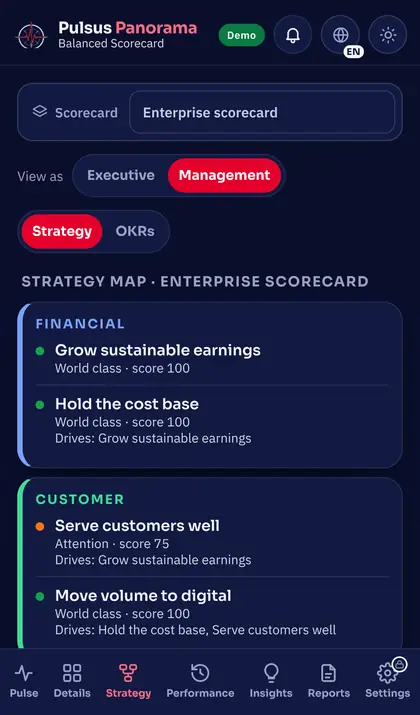 Pulsus Panorama
Balanced Scorecard
Demo
EN
Scorecard
Enterprise scorecard
View as
Executive
Management
Strategy
OKRs
STRATEGY MAP · ENTERPRISE SCORECARD
FINANCIAL
Grow sustainable earnings
World class · score 100
Hold the cost base
World class · score 100
Drives: Grow sustainable earnings
CUSTOMER
Serve customers well
Attention · score 75
Drives: Grow sustainable earnings
Move volume to digital
World class · score 100
Drives: Hold the cost base, Serve customers well
Pulse
Details
Strategy
Performance
Insights
Reports
Settings